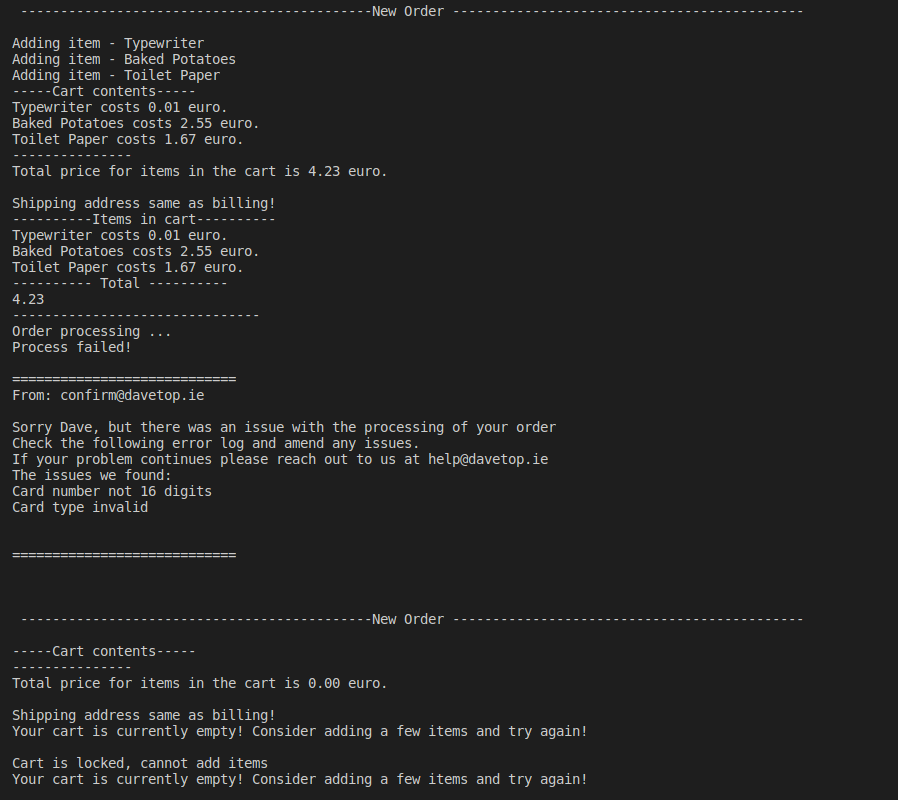 --------------------------------------------New Order --------------------------------------------
Adding item - Typewriter
Adding item - Baked Potatoes
Adding item - Toilet Paper
-----Cart contents-----
Typewriter costs 0.01 euro.
Baked Potatoes costs 2.55 euro.
Toilet Paper costs 1.67 euro.
---------------
Total price for items in the cart is 4.23 euro.
Shipping address same as billing!
----------Items in cart----------
Typewriter costs 0.01 euro.
Baked Potatoes costs 2.55 euro.
Toilet Paper costs 1.67 euro.
---------- Total ----------
4.23
-------------------------------
Order processing ...
Process failed!
============================
From: confirm@davetop.ie
Sorry Dave, but there was an issue with the processing of your order
Check the following error log and amend any issues.
If your problem continues please reach out to us at help@davetop.ie
The issues we found:
Card number not 16 digits
Card type invalid
============================
--------------------------------------------New Order --------------------------------------------
-----Cart contents-----
---------------
Total price for items in the cart is 0.00 euro.
Shipping address same as billing!
Your cart is currently empty! Consider adding a few items and try again!
Cart is locked, cannot add items
Your cart is currently empty! Consider adding a few items and try again!